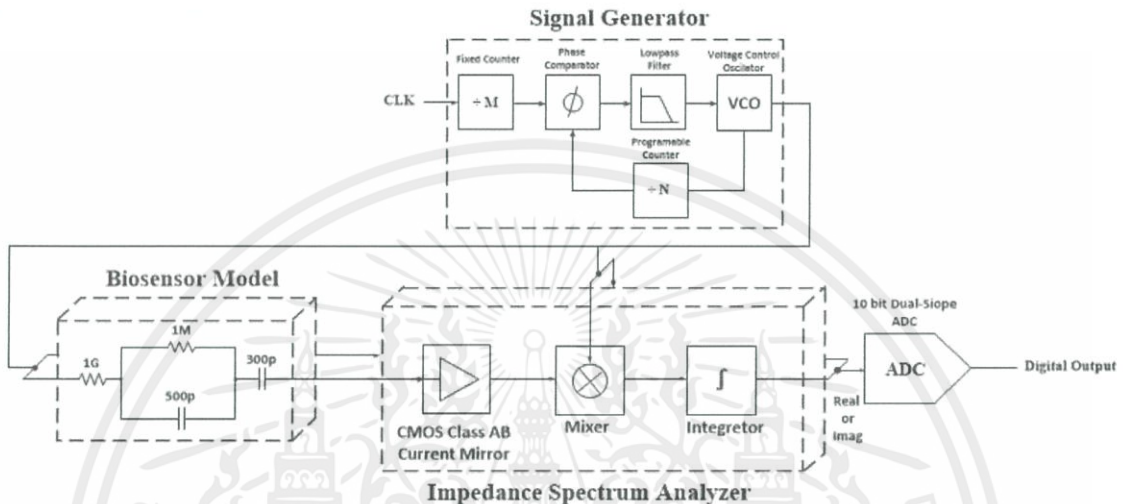 Signal Generator
Fixed Counter
Phase
Comparator
Lowpass
Filter
Voltage Control
Oscilator
CLK
÷ M
ϕ
VCO
Programable
Counter
÷ N
Biosensor Model
1G
1M
500p
300p
CMOS Class AB
Current Mirror
Mixer
∫
Integretor
Real
or
imag
10 bit Dual-Slope
ADC
ADC
Digital Output
Impedance Spectrum Analyzer